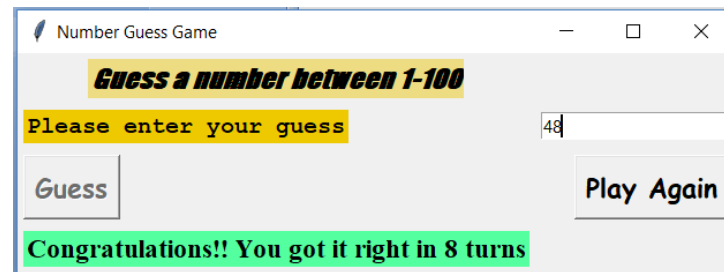 Number Guess Game
Guess a number between 1-100
Please enter your guess 48
Guess Play Again
Congratulations!! You got it right in 8 turns